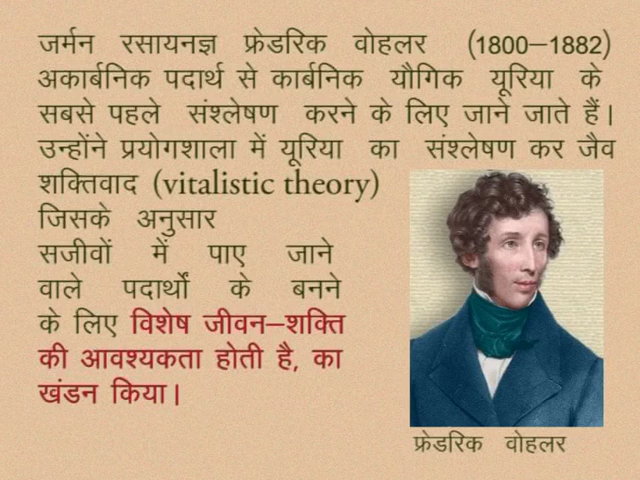 जर्मन रसायनज्ञ फ्रेडरिक वोहलर (1800–1882)
अकार्बनिक पदार्थ से कार्बनिक यौगिक यूरिया के
सबसे पहले संश्लेषण करने के लिए जाने जाते हैं।
उन्होंने प्रयोगशाला में यूरिया का संश्लेषण कर जैव
शक्तिवाद (vitalistic theory)
जिसके अनुसार
सजीवों में पाए जाने
वाले पदार्थों के बनने
के लिए विशेष जीवन–शक्ति
की आवश्यकता होती है, का
खंडन किया।
फ्रेडरिक वोहलर